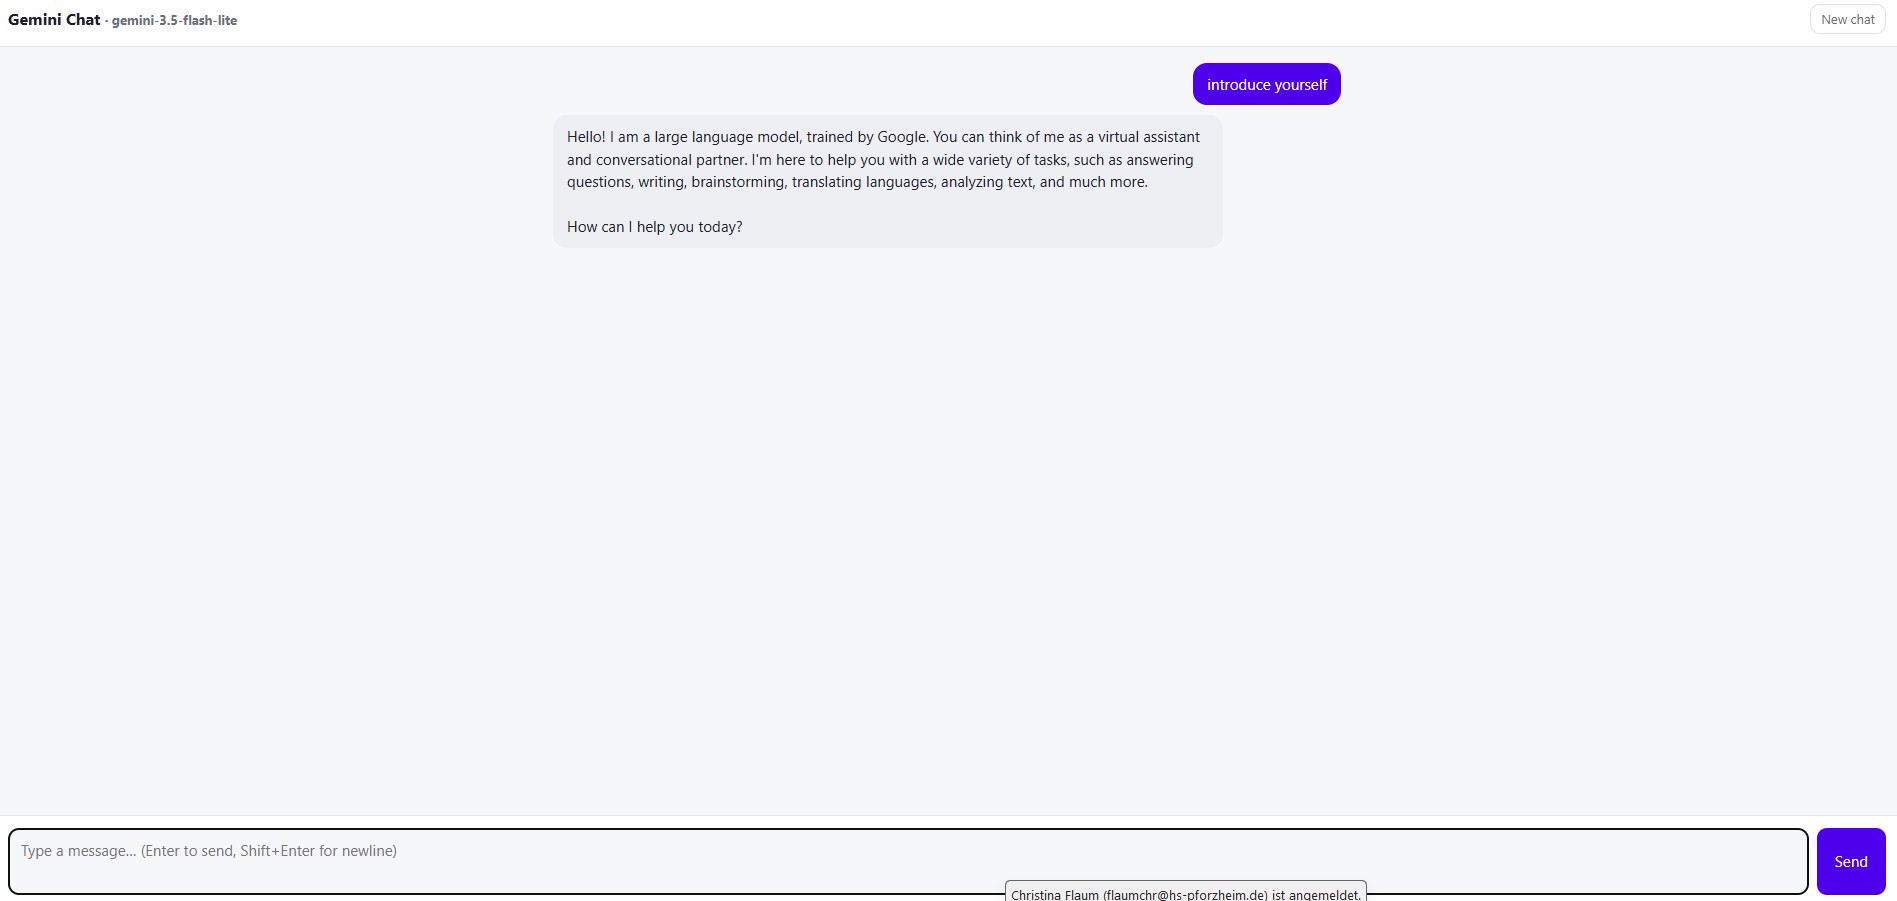 Gemini Chat · gemini-3.5-flash-lite
New chat
introduce yourself
Hello! I am a large language model, trained by Google. You can think of me as a virtual assistant
and conversational partner. I'm here to help you with a wide variety of tasks, such as answering
questions, writing, brainstorming, translating languages, analyzing text, and much more.
How can I help you today?
Type a message... (Enter to send, Shift+Enter for newline)
Send
Christina Flaum (flaumchr@hs-pforzheim.de) ist angemeldet.